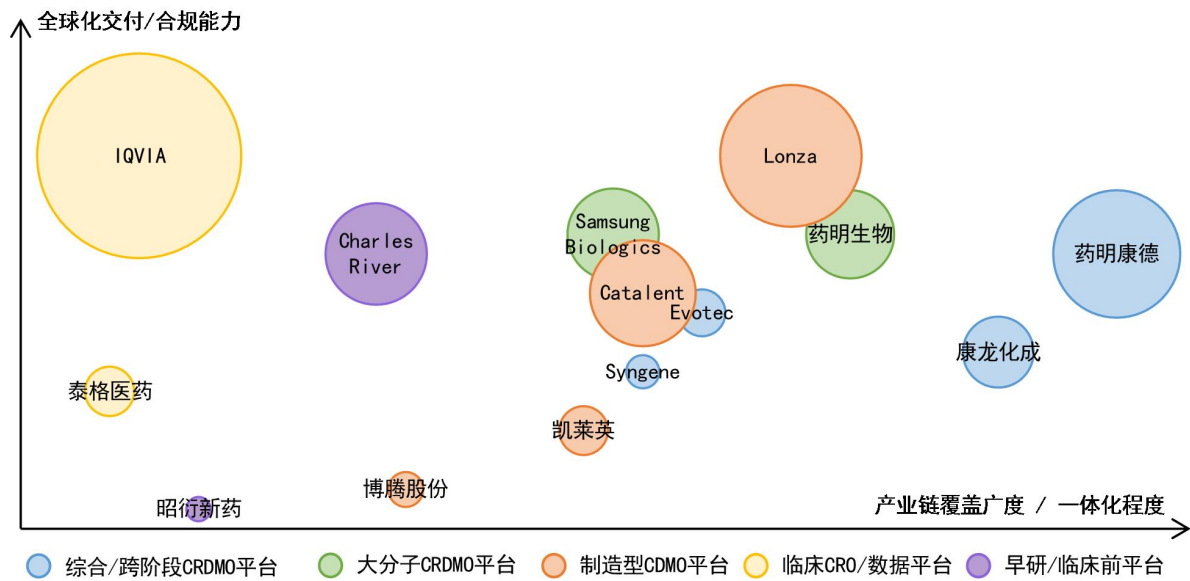 全球化交付/合规能力
IQVIA
Lonza
Samsung
Biologics
药明生物
Charles
River
药明康德
Catalent
Evotec
康龙化成
Syngene
泰格医药
凯莱英
博腾股份
昭衍新药
产业链覆盖广度 / 一体化程度
综合/跨阶段CRDMO平台
大分子CRDMO平台
制造型CDMO平台
临床CRO/数据平台
早研/临床前平台